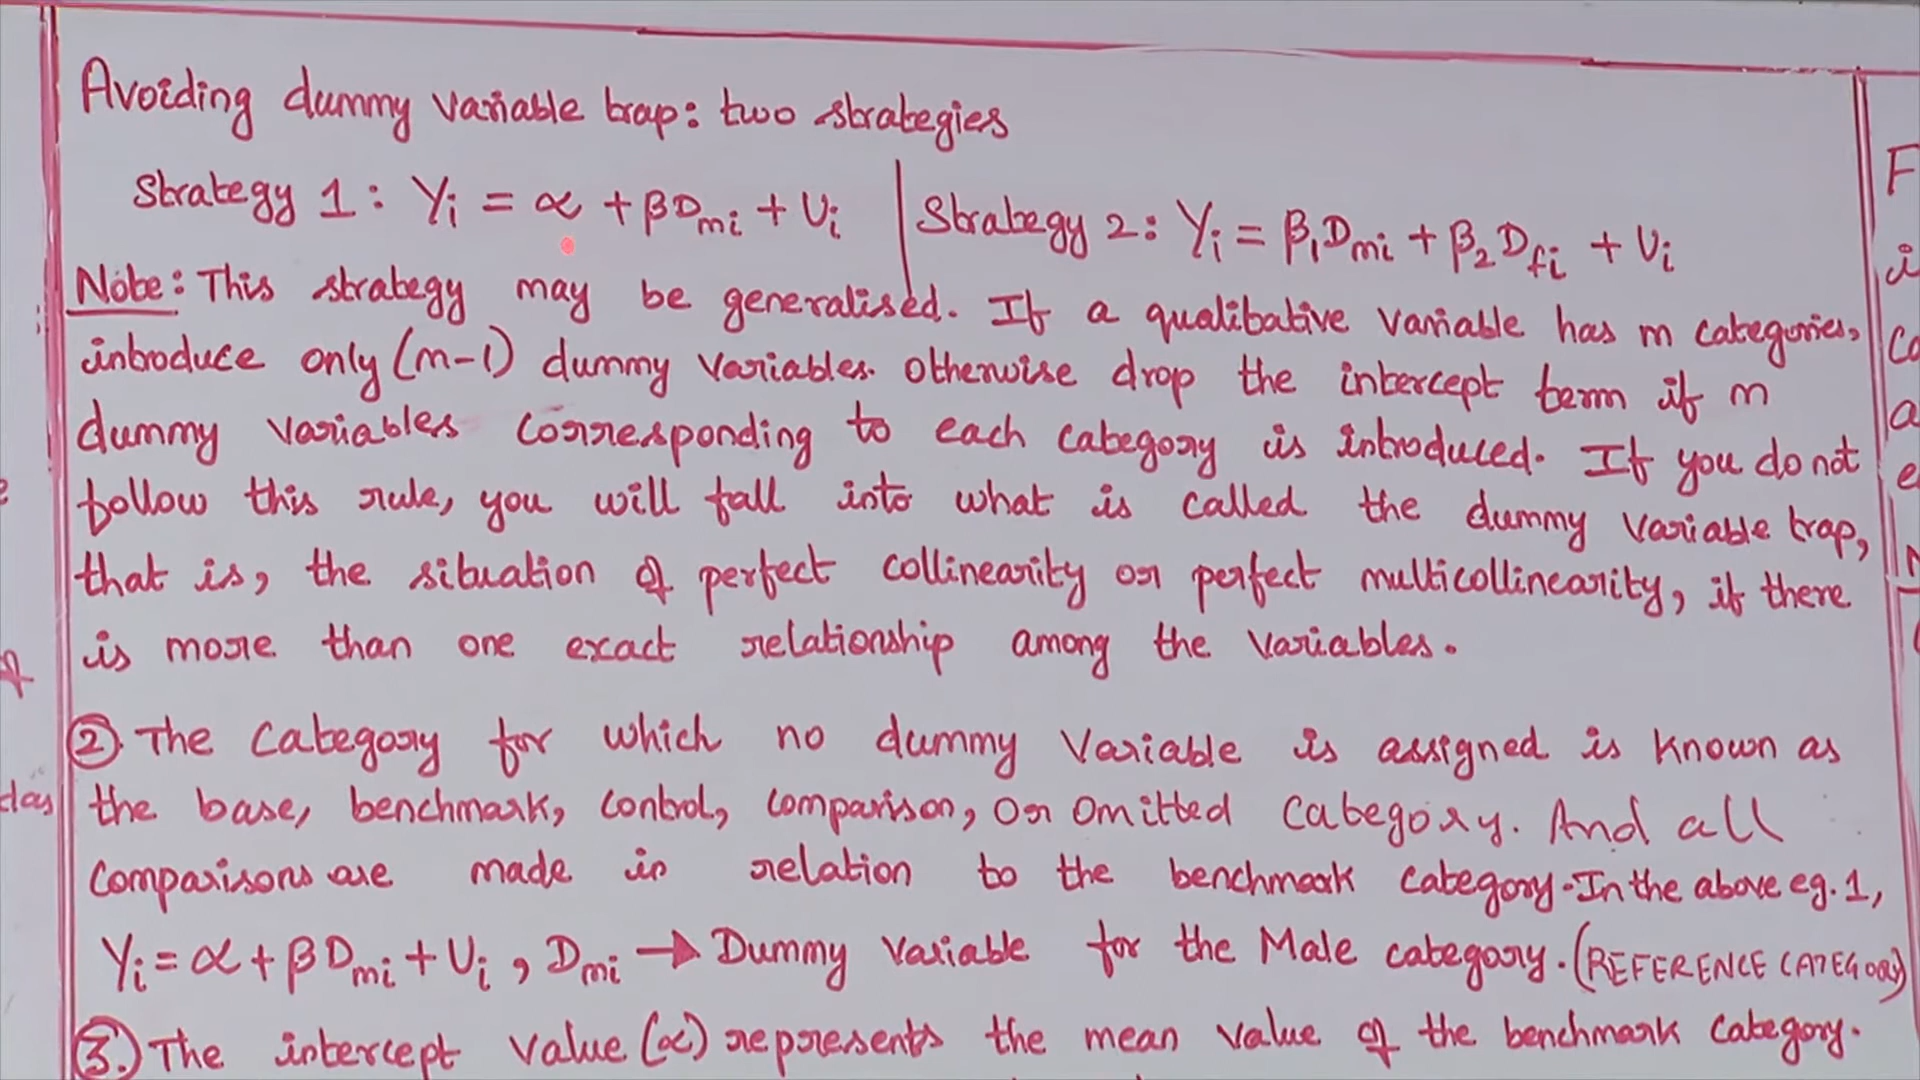 Avoiding dummy variable trap: two strategies
Strategy 1: Yi = α + βDmi + Ui | Strategy 2: Yi = β1Dmi + β2Dfi + Ui
Note: This strategy may be generalised. If a qualitative variable has m categories,
introduce only (m-1) dummy variables. Otherwise drop the intercept term if m
dummy variables corresponding to each category is introduced. If you do not
follow this rule, you will fall into what is called the dummy variable trap,
that is, the situation of perfect collinearity or perfect multicollinearity, if there
is more than one exact relationship among the variables.
② The category for which no dummy variable is assigned is known as
the base, benchmark, control, comparison, or omitted category. And all
comparisons are made in relation to the benchmark category. In the above eg. 1,
Yi = α + βDmi + Ui, Dmi → Dummy variable for the Male category. (REFERENCE CATEGORY)
③. The intercept value (α) represents the mean value of the benchmark category.